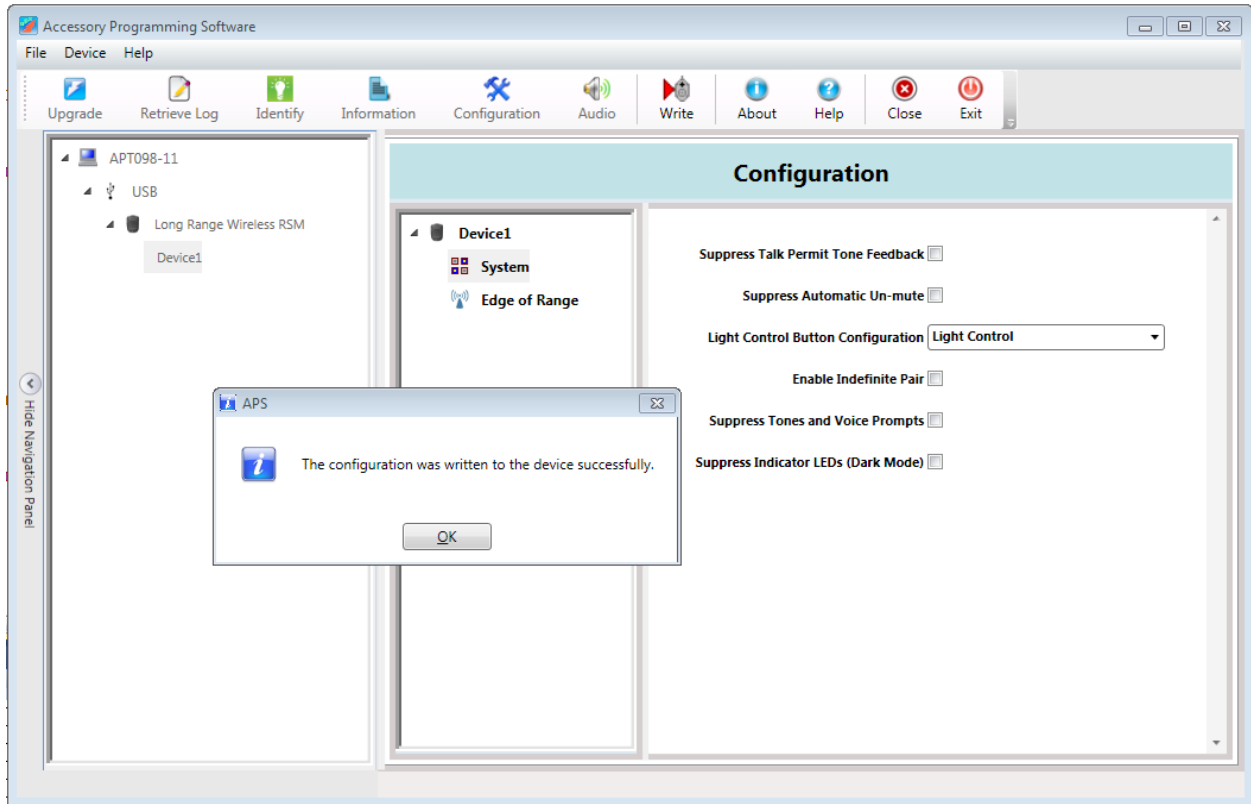 Accessory Programming Software
File Device Help
Upgrade Retrieve Log Identify Information Configuration Audio Write About Help Close Exit
Hide Navigation Panel
APT098-11
USB
Long Range Wireless RSM
Device1
Configuration
Device1
System
Edge of Range
Suppress Talk Permit Tone Feedback
Suppress Automatic Un-mute
Light Control Button Configuration Light Control
Enable Indefinite Pair
Suppress Tones and Voice Prompts
Suppress Indicator LEDs (Dark Mode)
APS
The configuration was written to the device successfully.
OK